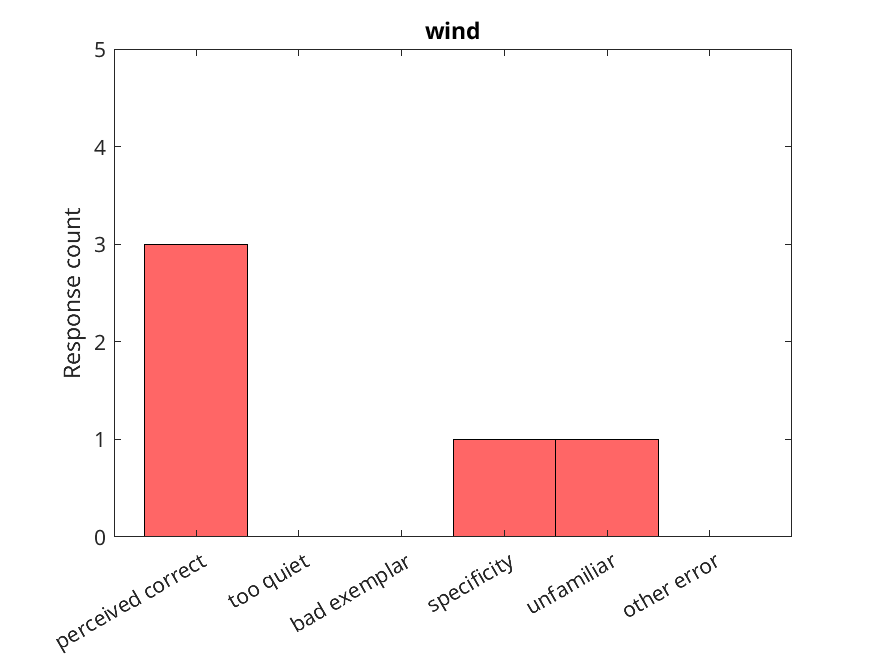 wind
Response count
5
4
3
2
1
0
perceived correct
too quiet
bad exemplar
specificity
unfamiliar
other error